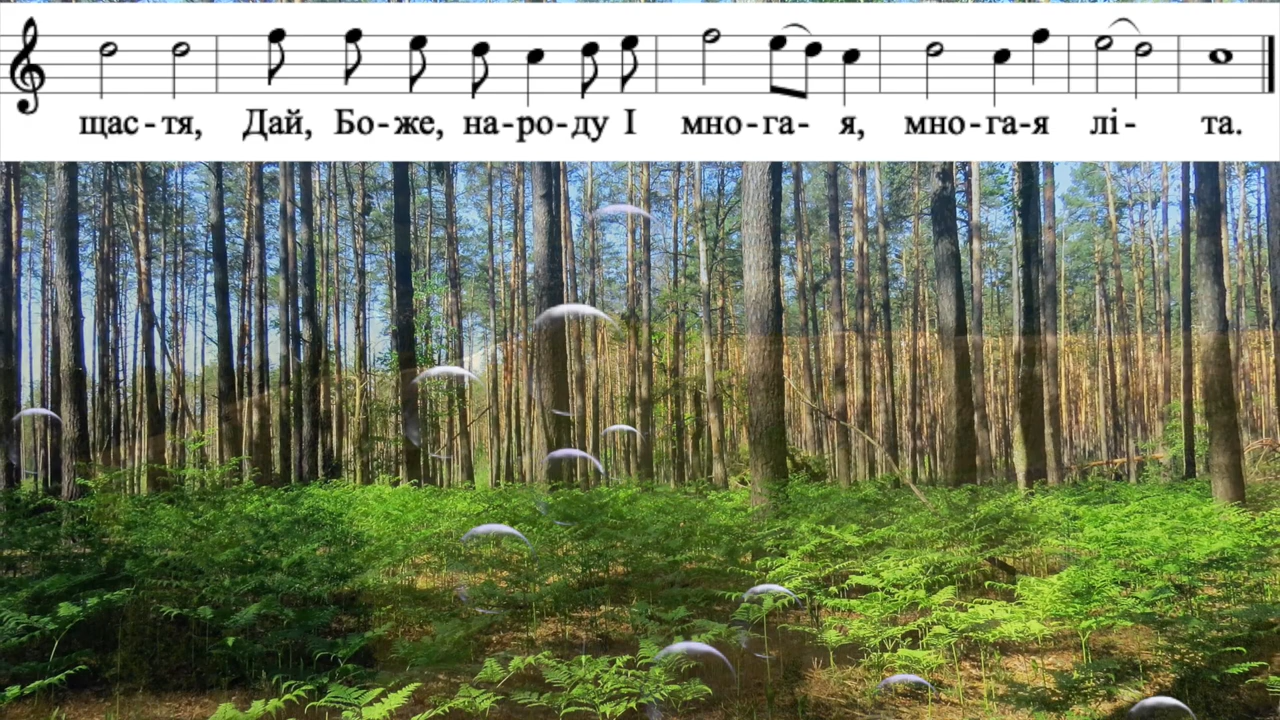 щас-тя, Дай, Бо-же, на-ро-ду І мно-га- я, мно-га-я лі- та.